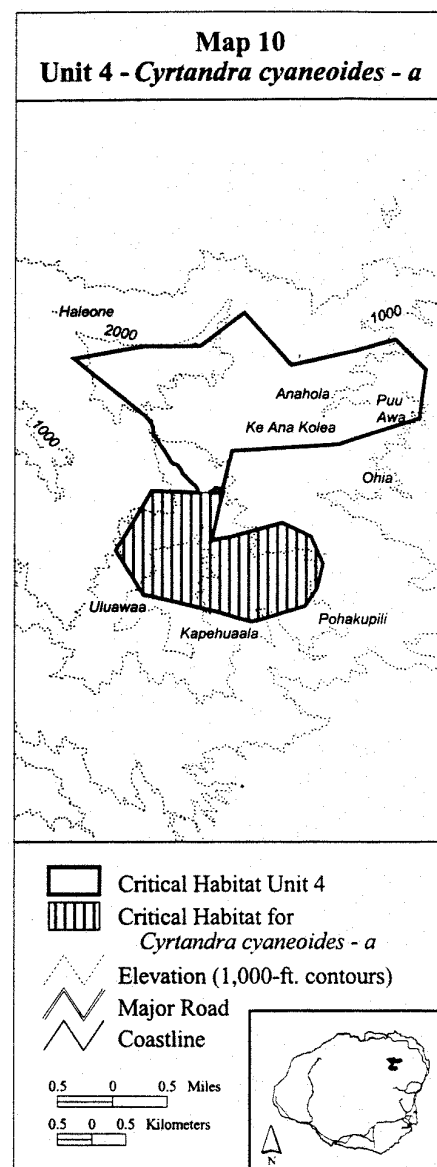 Map 10
Unit 4 - Cyrtandra cyaneoides - a
Haleone
2000
1000
Anahola
Puu
Awa
1000
Ke Ana Kolea
Ohia
Uluawaa
Kapehuaala
Pohakupili
Critical Habitat Unit 4
Critical Habitat for
Cyrtandra cyaneoides - a
Elevation (1,000-ft. contours)
Major Road
Coastline
0.5 0 0.5 Miles
0.5 0 0.5 Kilometers
N